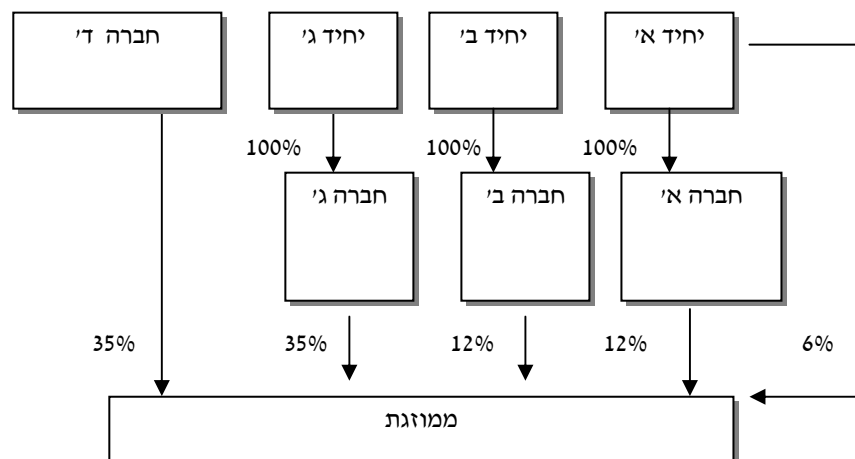 יחיד א׳
יחיד ב׳
יחיד ג׳
חברה ד׳
100%
100%
100%
חברה א׳
חברה ב׳
חברה ג׳
6%
12%
12%
35%
35%
ממוזגת